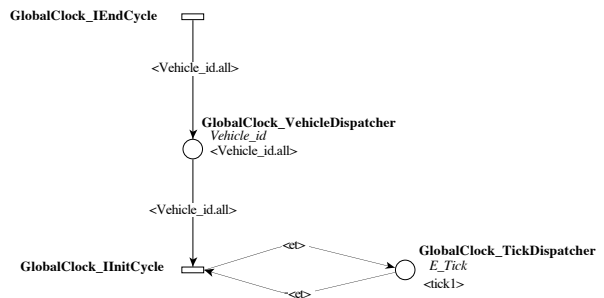 GlobalClock_IEndCycle
<Vehicle_id.all>
GlobalClock_VehicleDispatcher
Vehicle_id
<Vehicle_id.all>
<Vehicle_id.all>
<et>
GlobalClock_TickDispatcher
GlobalClock_IInitCycle
E_Tick
<tick1>
<et>